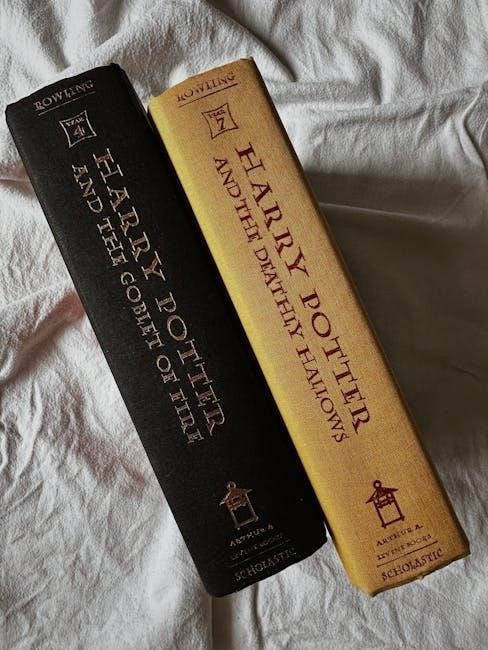 ROWLING
YEAR
4
HARRY POTTER
AND THE GOBLET OF FIRE
ARTHUR A.
LEVINE BOOKS
SCHOLASTIC
ROWLING
YEAR
7
HARRY POTTER
AND THE DEATHLY HALLOWS
ARTHUR A.
LEVINE BOOKS
SCHOLASTIC